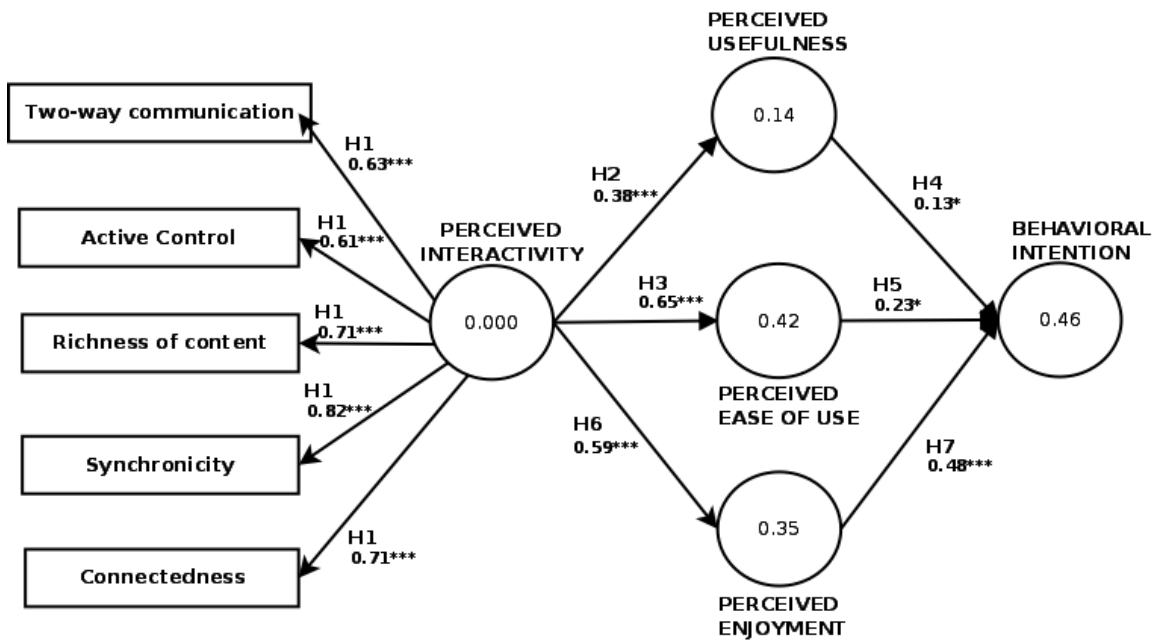 PERCEIVED
USEFULNESS
0.14
Two-way communication
H1
0.63***
H2
0.38***
H4
0.13*
Active Control
H1
0.61***
PERCEIVED
INTERACTIVITY
0.000
BEHAVIORAL
INTENTION
0.46
H3
0.65***
0.42
H5
0.23*
PERCEIVED
EASE OF USE
Richness of content
H1
0.71***
H1
0.82***
Synchronicity
H6
0.59***
H7
0.48***
0.35
H1
0.71***
Connectedness
PERCEIVED
ENJOYMENT